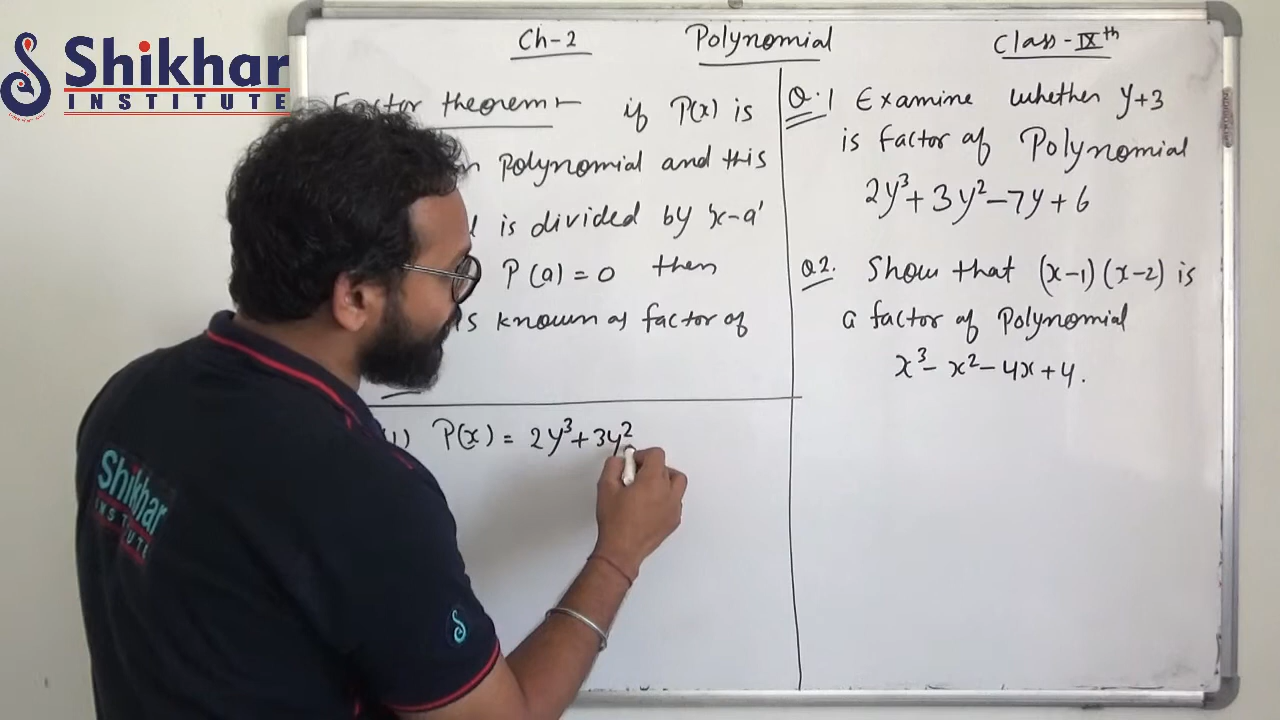 Shikhar
INSTITUTE
Ch-2 Polynomial Class-IXth
Factor theorem if P(x) is
Polynomial and this
is divided by 'x-a'
P(a)=0 then
is known as factor of
(1) P(x) = 2y³+3y²
Q.1 Examine whether y+3
is factor of Polynomial
2y³+3y²-7y+6
Q2. Show that (x-1)(x-2) is
a factor of Polynomial
x³-x²-4x+4.
Shikhar
INSTITUTE